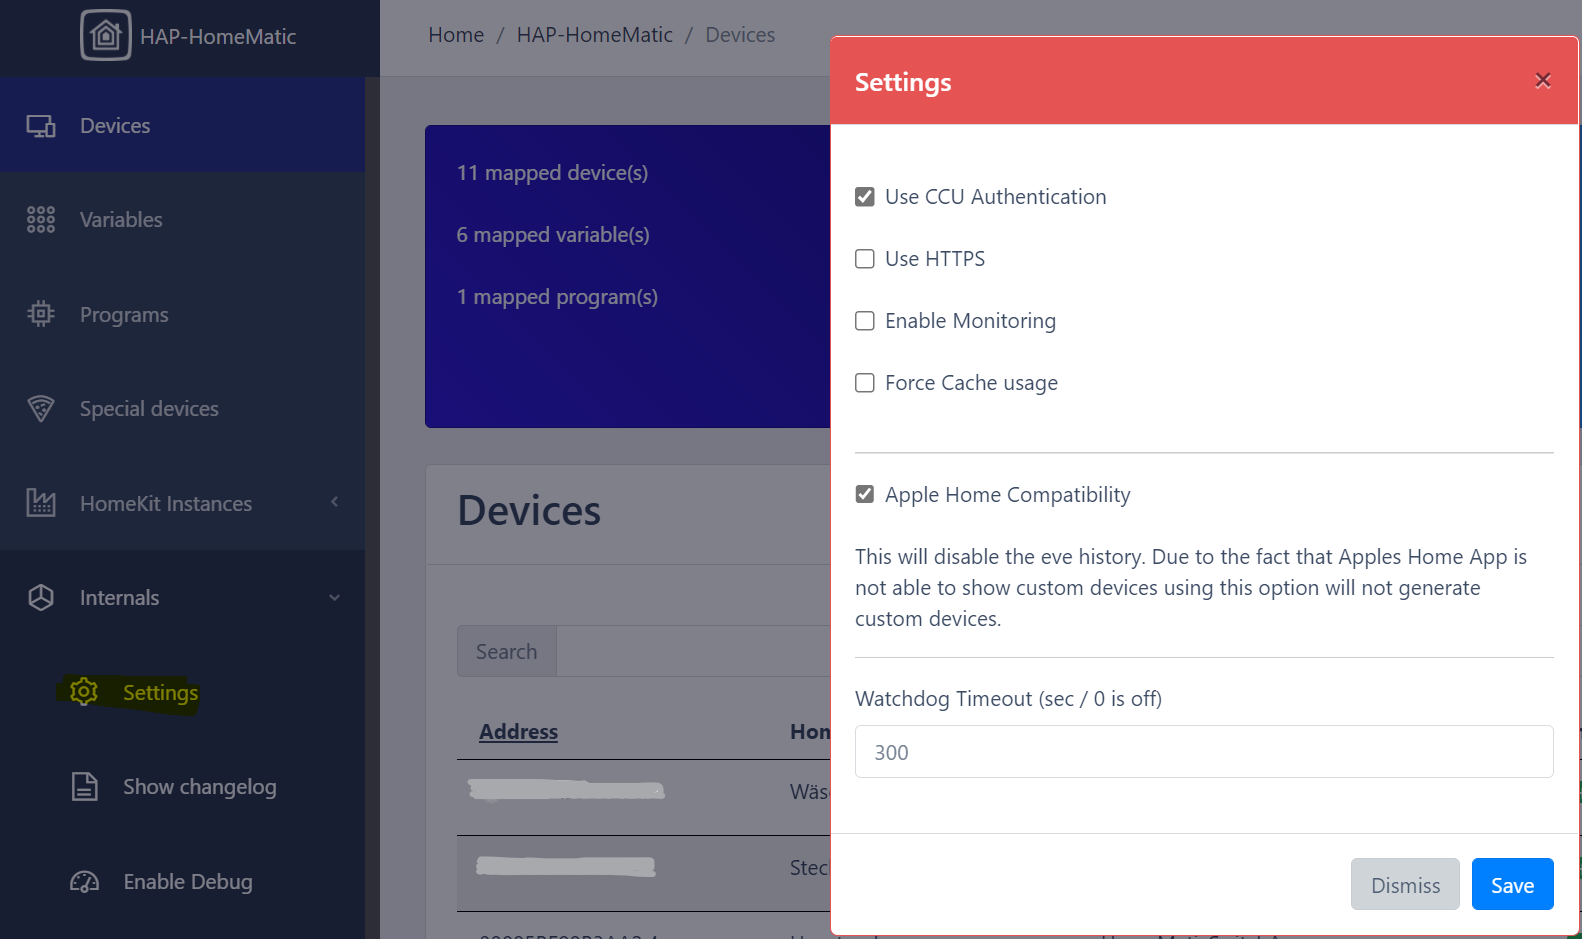 HAP-HomeMatic
Home / HAP-HomeMatic / Devices
Devices
Variables
Programs
Special devices
HomeKit Instances
Internals
Settings
Show changelog
Enable Debug
11 mapped device(s)
6 mapped variable(s)
1 mapped program(s)
Devices
Search
Address
Settings
×
Use CCU Authentication
Use HTTPS
Enable Monitoring
Force Cache usage
Apple Home Compatibility
This will disable the eve history. Due to the fact that Apples Home App is
not able to show custom devices using this option will not generate
custom devices.
Watchdog Timeout (sec / 0 is off)
300
Dismiss
Save